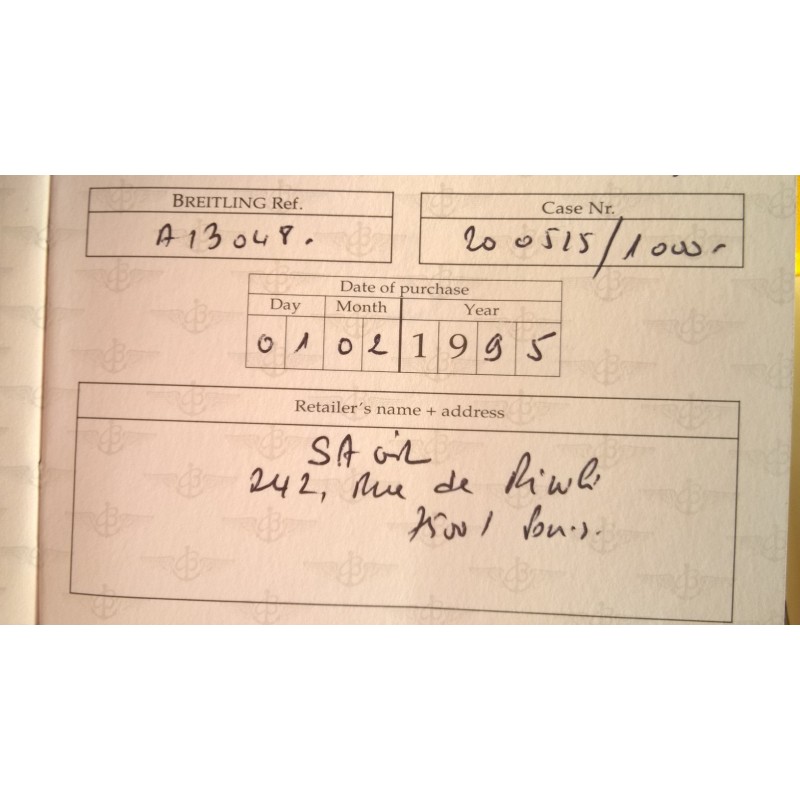 BREITLING Ref.
A13048.
Case Nr.
200515/1000-
Date of purchase
Day Month Year
01 02 1995
Retailer's name + address
SA
242, Rue de Rivoli
75001 Paris.